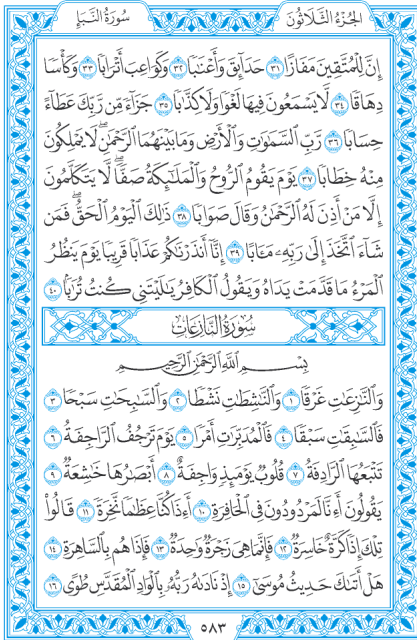 سُورَةُ النَّبَإِ الجُزْءُ الثَّلَاثُونَ
إِنَّ لِلْمُتَّقِينَ مَفَازًا ٣١ حَدَآئِقَ وَأَعْنَٰبًا ٣٢ وَكَوَاعِبَ أَتْرَابًا ٣٣ وَكَأْسًا
دِهَاقًا ٣٤ لَّا يَسْمَعُونَ فِيهَا لَغْوًا وَلَا كِذَّٰبًا ٣٥ جَزَآءً مِّن رَّبِّكَ عَطَآءً
حِسَابًا ٣٦ رَّبِّ ٱلسَّمَٰوَٰتِ وَٱلْأَرْضِ وَمَا بَيْنَهُمَا ٱلرَّحْمَٰنِ ۖ لَا يَمْلِكُونَ
مِنْهُ خِطَابًا ٣٧ يَوْمَ يَقُومُ ٱلرُّوحُ وَٱلْمَلَٰٓئِكَةُ صَفًّا ۖ لَّا يَتَكَلَّمُونَ
إِلَّا مَنْ أَذِنَ لَهُ ٱلرَّحْمَٰنُ وَقَالَ صَوَابًا ٣٨ ذَٰلِكَ ٱلْيَوْمُ ٱلْحَقُّ ۖ فَمَن
شَآءَ ٱتَّخَذَ إِلَىٰ رَبِّهِۦ مَـَٔابًا ٣٩ إِنَّآ أَنذَرْنَٰكُمْ عَذَابًا قَرِيبًا يَوْمَ يَنظُرُ
ٱلْمَرْءُ مَا قَدَّمَتْ يَدَاهُ وَيَقُولُ ٱلْكَافِرُ يَٰلَيْتَنِى كُنتُ تُرَٰبًۢا ٤٠
سُورَةُ النَّازِعَاتِ
بِسْمِ ٱللَّهِ ٱلرَّحْمَٰنِ ٱلرَّحِيمِ
وَٱلنَّٰزِعَٰتِ غَرْقًا ١ وَٱلنَّٰشِطَٰتِ نَشْطًا ٢ وَٱلسَّٰبِحَٰتِ سَبْحًا ٣
فَٱلسَّٰبِقَٰتِ سَبْقًا ٤ فَٱلْمُدَبِّرَٰتِ أَمْرًا ٥ يَوْمَ تَرْجُفُ ٱلرَّاجِفَةُ ٦
تَتْبَعُهَا ٱلرَّادِفَةُ ٧ قُلُوبٌ يَوْمَئِذٍ وَاجِفَةٌ ٨ أَبْصَٰرُهَا خَٰشِعَةٌ ٩
يَقُولُونَ أَءِنَّا لَمَرْدُودُونَ فِى ٱلْحَافِرَةِ ١٠ أَءِذَا كُنَّا عِظَٰمًا نَّخِرَةً ١١ قَالُوا۟
تِلْكَ إِذًا كَرَّةٌ خَاسِرَةٌ ١٢ فَإِنَّمَا هِىَ زَجْرَةٌ وَٰحِدَةٌ ١٣ فَإِذَا هُم بِٱلسَّاهِرَةِ ١٤
هَلْ أَتَىٰكَ حَدِيثُ مُوسَىٰٓ ١٥ إِذْ نَادَىٰهُ رَبُّهُۥ بِٱلْوَادِ ٱلْمُقَدَّسِ طُوًى ١٦
٥٨٣